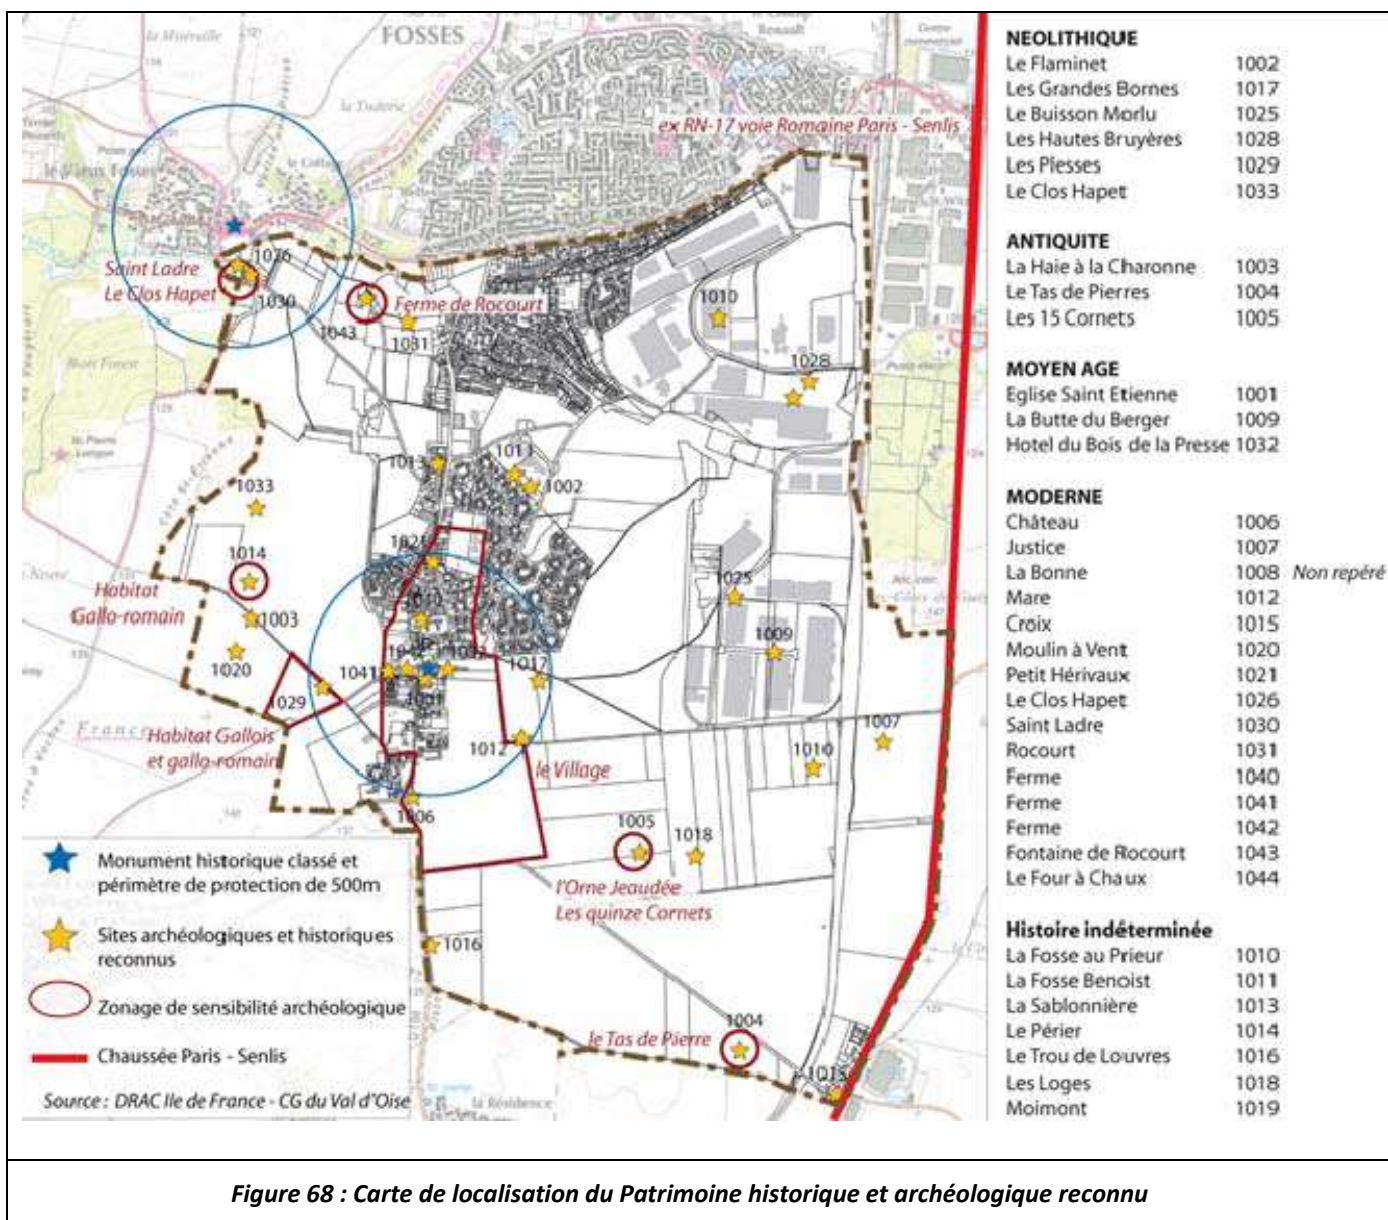 FOSSES
la Tuilerie
le Cottage
ex RN-17 voie Romaine Paris - Senlis
Saint Ladre
Le Clos Hapet
1026
1030
1043
Ferme de Rocourt
1031
1010
1028
1013
1011
1002
1033
1014
Habitat
Gallo-romain
1003
1020
1029
Habitat Gallois
et gallo-romain
1021
1019
1041
1001
1017
1012
le Village
1006
1025
1009
1007
1010
1005
1018
l'Orne Jeaudée
Les quinze Cornets
1016
1004
le Tas de Pierre
1015
la Résidence
Monument historique classé et
périmètre de protection de 500m
Sites archéologiques et historiques
reconnus
Zonage de sensibilité archéologique
Chaussée Paris - Senlis
Source : DRAC Ile de France - CG du Val d'Oise
NEOLITHIQUE
Le Flaminet 1002
Les Grandes Bornes 1017
Le Buisson Morlu 1025
Les Hautes Bruyères 1028
Les Plesses 1029
Le Clos Hapet 1033
ANTIQUITE
La Haie à la Charonne 1003
Le Tas de Pierres 1004
Les 15 Cornets 1005
MOYEN AGE
Eglise Saint Etienne 1001
La Butte du Berger 1009
Hotel du Bois de la Presse 1032
MODERNE
Château 1006
Justice 1007
La Bonne 1008 Non repéré
Mare 1012
Croix 1015
Moulin à Vent 1020
Petit Hérivaux 1021
Le Clos Hapet 1026
Saint Ladre 1030
Rocourt 1031
Ferme 1040
Ferme 1041
Ferme 1042
Fontaine de Rocourt 1043
Le Four à Chaux 1044
Histoire indéterminée
La Fosse au Prieur 1010
La Fosse Benoist 1011
La Sablonnière 1013
Le Périer 1014
Le Trou de Louvres 1016
Les Loges 1018
Moimont 1019
Figure 68 : Carte de localisation du Patrimoine historique et archéologique reconnu